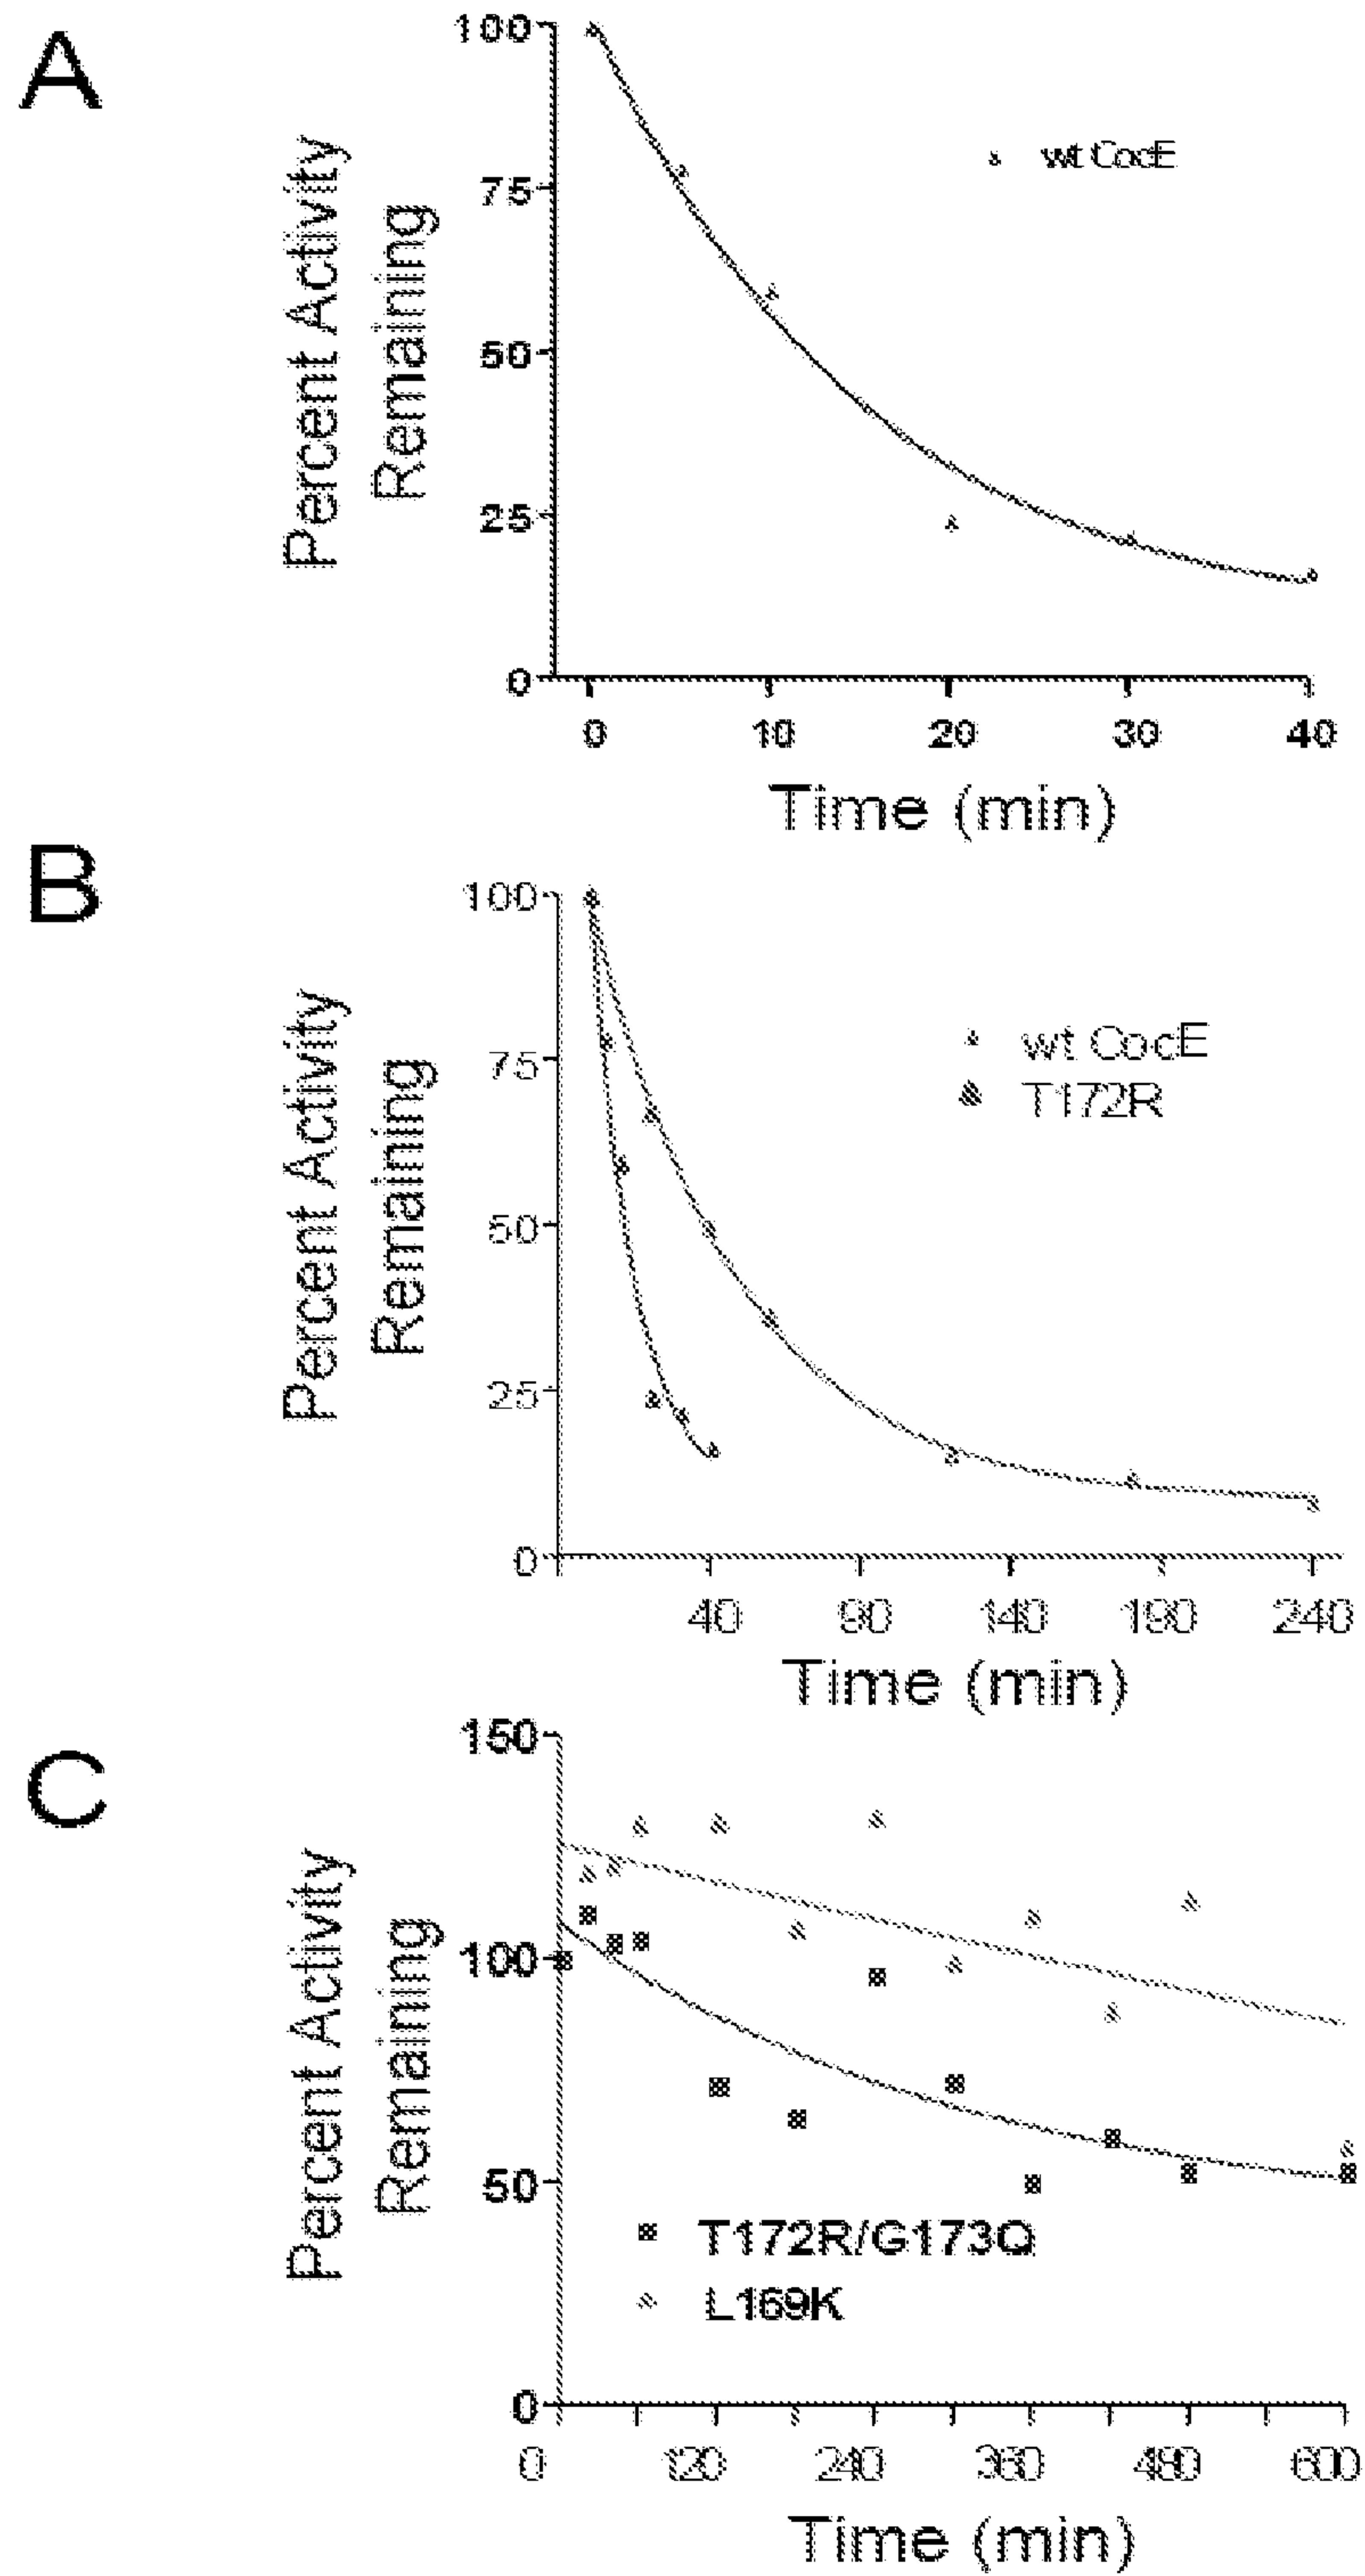 A
100
75
50
25
0
Percent Activity
Remaining
wt CocE
0 10 20 30 40
Time (min)
B
100
75
50
25
0
Percent Activity
Remaining
wt CocE
T172R
40 90 140 190 240
Time (min)
C
150
100
50
0
Percent Activity
Remaining
T172R/G173Q
L169K
0 120 240 360 480 600
Time (min)